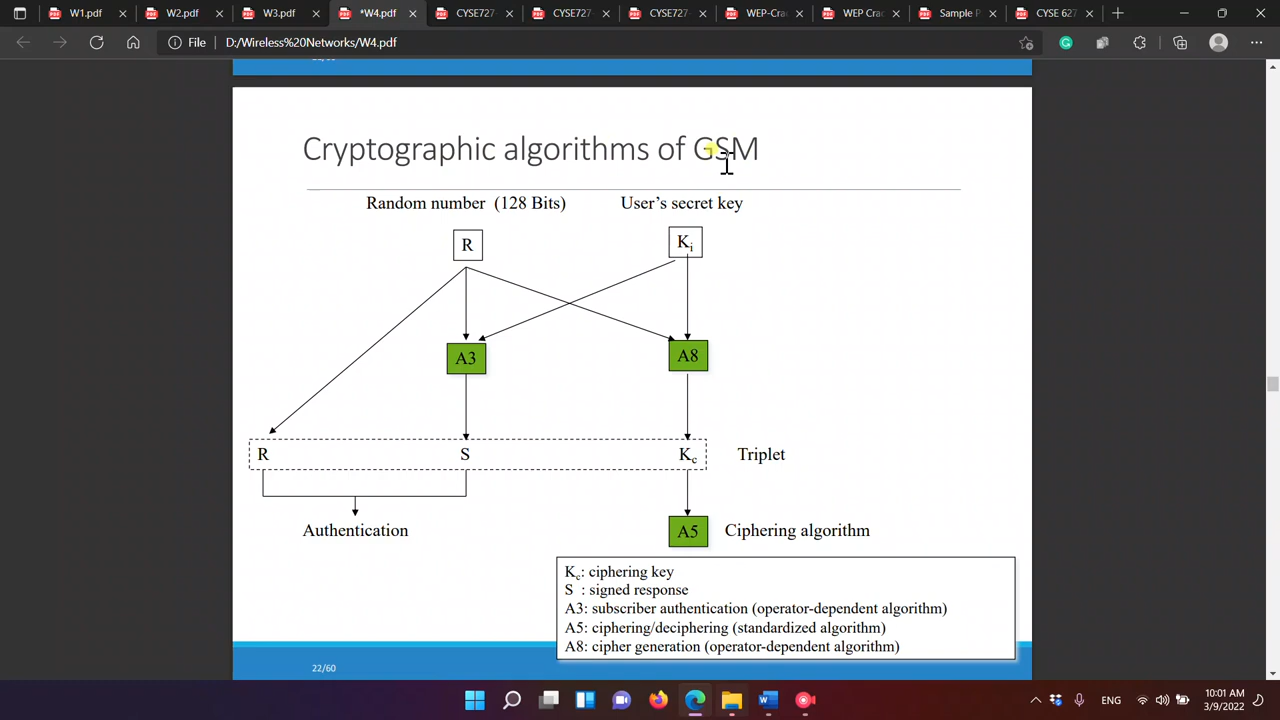 W1.pdf
W2.pdf
W3.pdf
*W4.pdf
CYSE72
CYSE727
CYSE727
WEP-Cra
WEP Crac
Sample P
CYSE 627
File D:/Wireless%20Networks/W4.pdf
Cryptographic algorithms of GSM
Random number (128 Bits) User's secret key
R Ki
A3 A8
R S Kc Triplet
Authentication A5 Ciphering algorithm
Kc: ciphering key
S : signed response
A3: subscriber authentication (operator-dependent algorithm)
A5: ciphering/deciphering (standardized algorithm)
A8: cipher generation (operator-dependent algorithm)
22/60
ENG 10:01 AM
3/9/2022